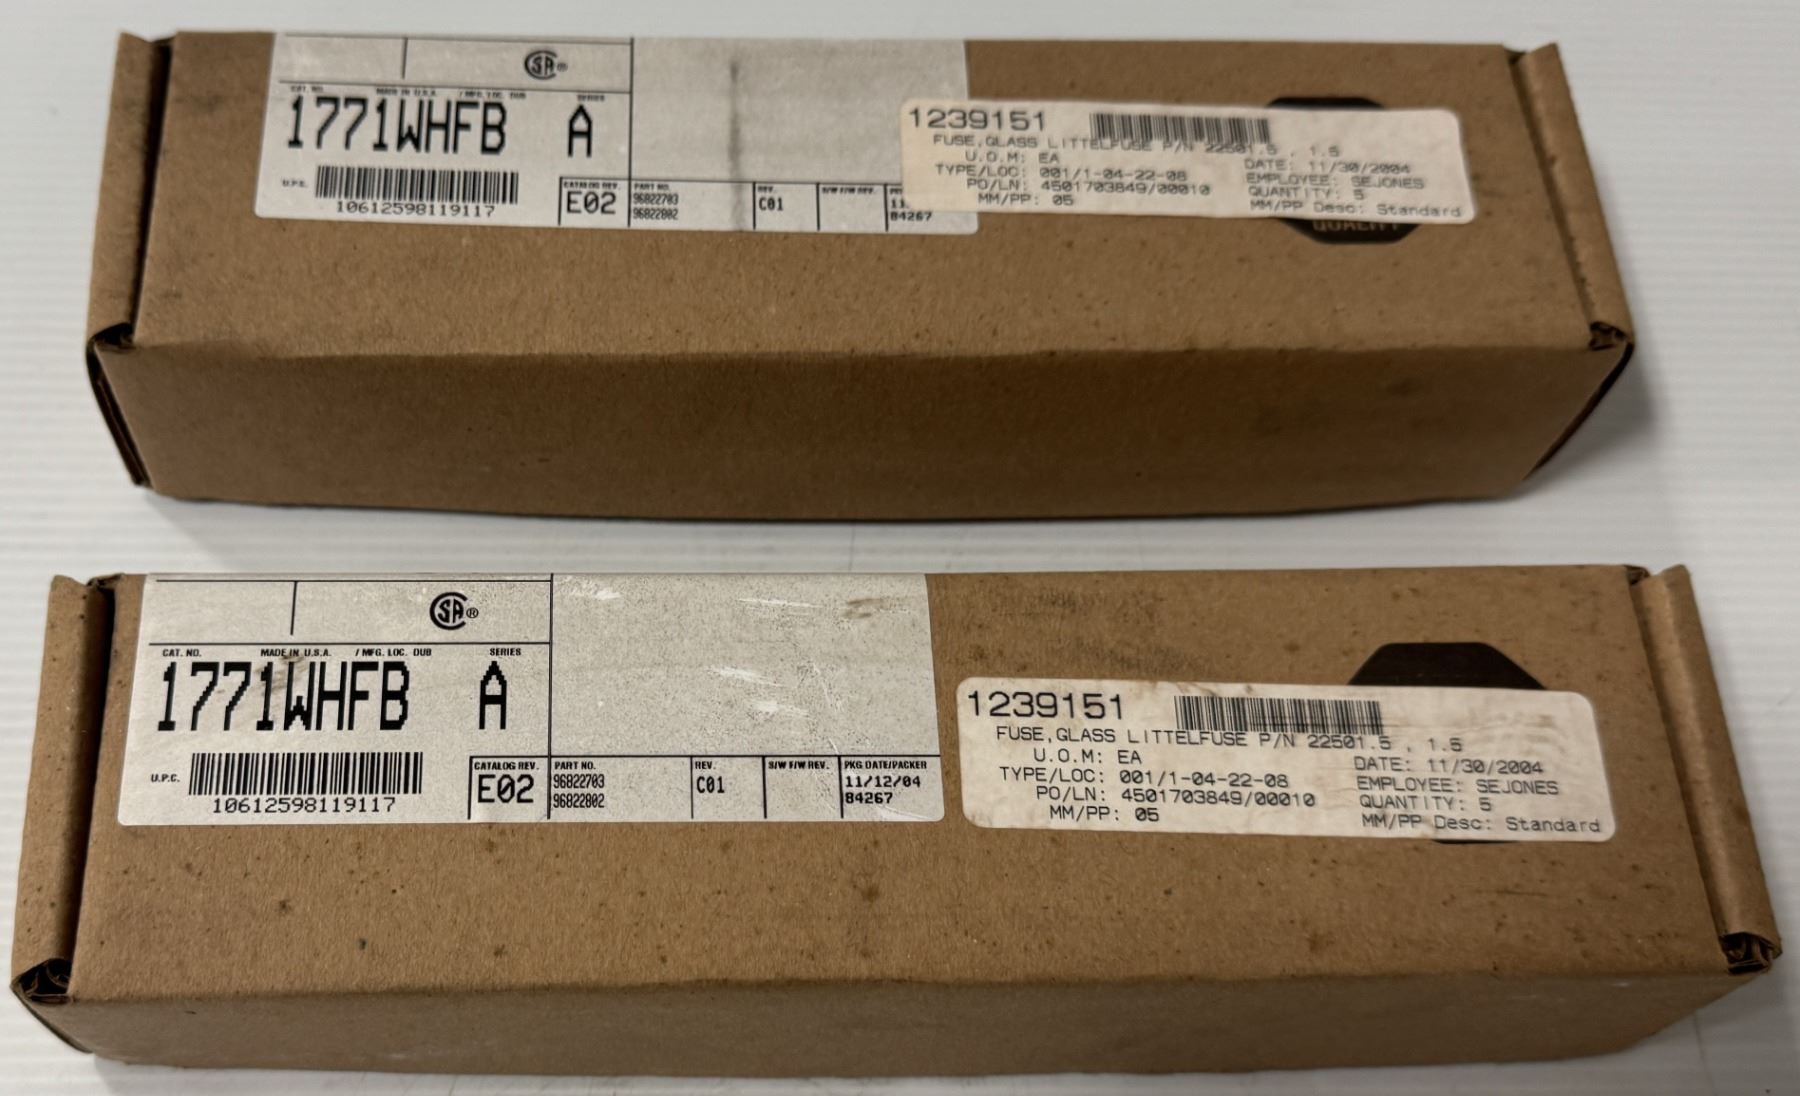 CSA®
CAT. NO. MADE IN U.S.A. / MFG. LOC. DUB SERIES
1771WHFB A
U.P.C.
10612598119117
CATALOG REV. PART NO. REV. S/W F/W REV.
E02 96822703 C01 11
96822802 84267
1239151
FUSE,GLASS LITTELFUSE P/N 22501.5 , 1.5
U.O.M: EA DATE: 11/30/2004
TYPE/LOC: 001/1-04-22-08 EMPLOYEE: SEJONES
PO/LN: 4501703849/00010 QUANTITY: 5
MM/PP: 05 MM/PP Desc: Standard
QUALITY
CSA®
CAT. NO. MADE IN U.S.A. / MFG. LOC. DUB SERIES
1771WHFB A
U.P.C.
10612598119117
CATALOG REV. PART NO. REV. S/W F/W REV. PKG DATE/PACKER
E02 96822703 C01 11/12/04
96822802 84267
1239151
FUSE,GLASS LITTELFUSE P/N 22501.5 , 1.5
U.O.M: EA DATE: 11/30/2004
TYPE/LOC: 001/1-04-22-08 EMPLOYEE: SEJONES
PO/LN: 4501703849/00010 QUANTITY: 5
MM/PP: 05 MM/PP Desc: Standard